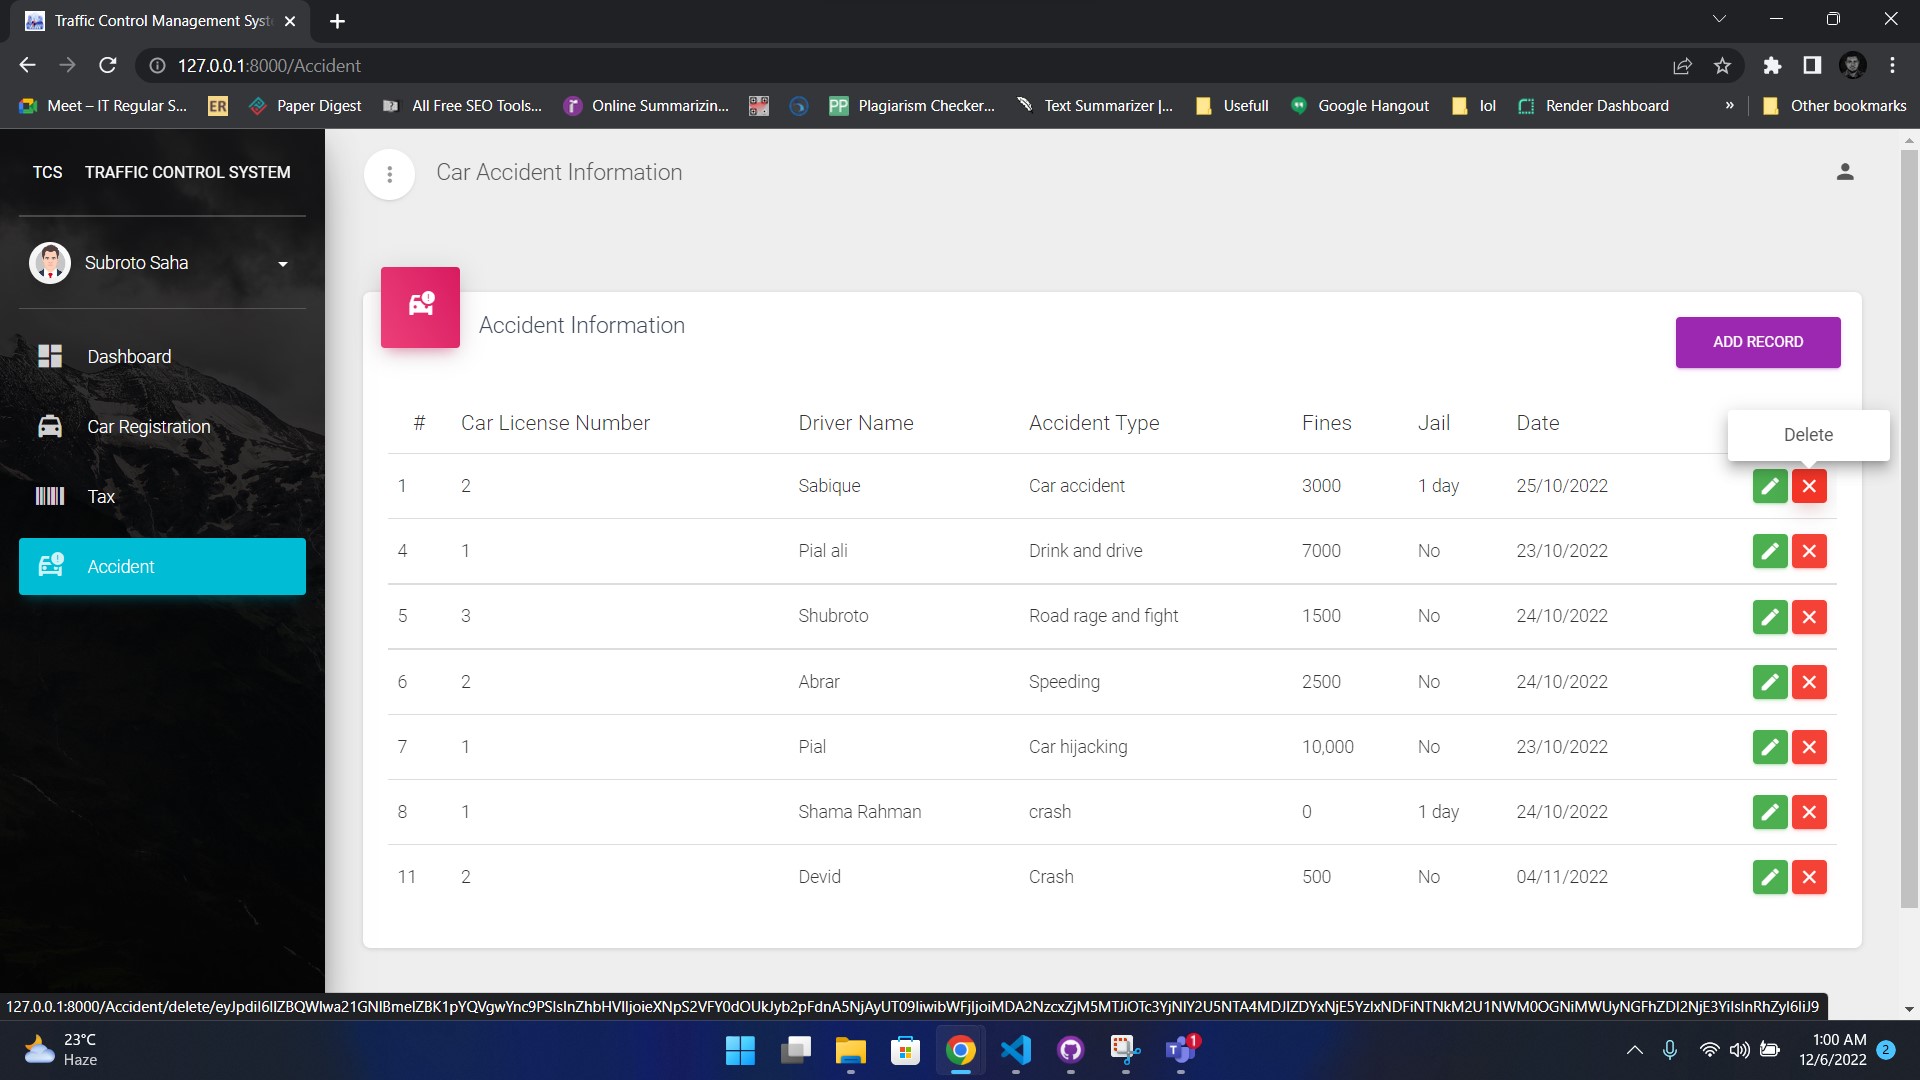 Traffic Control Management Syst
127.0.0.1:8000/Accident
Meet – IT Regular S... ER Paper Digest All Free SEO Tools... Online Summarizin... PP Plagiarism Checker... Text Summarizer |... Usefull Google Hangout lol Render Dashboard » Other bookmarks
TCS TRAFFIC CONTROL SYSTEM
Subroto Saha
Dashboard
Car Registration
Tax
Accident
Car Accident Information
Accident Information
ADD RECORD
# Car License Number Driver Name Accident Type Fines Jail Date
Delete
1 2 Sabique Car accident 3000 1 day 25/10/2022
4 1 Pial ali Drink and drive 7000 No 23/10/2022
5 3 Shubroto Road rage and fight 1500 No 24/10/2022
6 2 Abrar Speeding 2500 No 24/10/2022
7 1 Pial Car hijacking 10,000 No 23/10/2022
8 1 Shama Rahman crash 0 1 day 24/10/2022
11 2 Devid Crash 500 No 04/11/2022
23°C
Haze
1
1:00 AM
12/6/2022
2